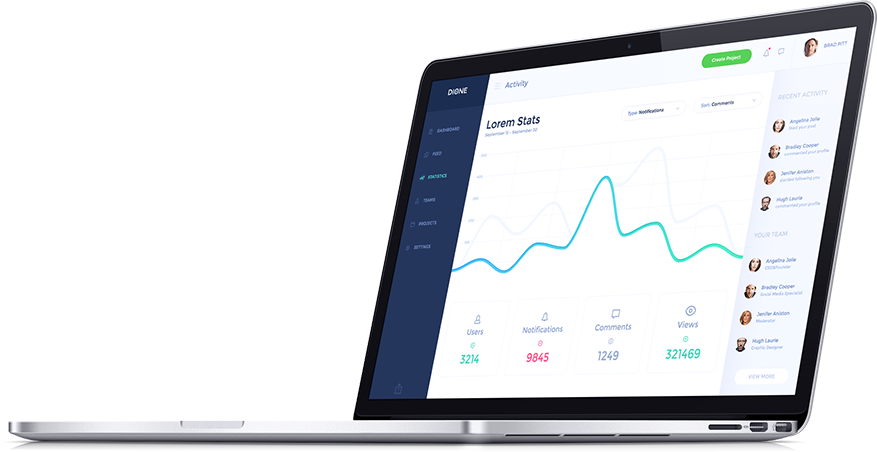 DIONE
Activity
Create Project
BRAD PITT
DASHBOARD
FEED
STATISTICS
TEAMS
PROJECTS
SETTINGS
Lorem Stats
September 15 - September 30
Type: Notifications
Sort: Comments
Users
3214
Notifications
9845
Comments
1249
Views
321469
RECENT ACTIVITY
Angelina Jolie
liked your post
Bradley Cooper
commented your profile
Jenifer Aniston
started following you
Hugh Laurie
commented your profile
YOUR TEAM
Angelina Jolie
CEO&Founder
Bradley Cooper
Social Media Specialist
Jenifer Aniston
Moderator
Hugh Laurie
Graphic Designer
VIEW MORE